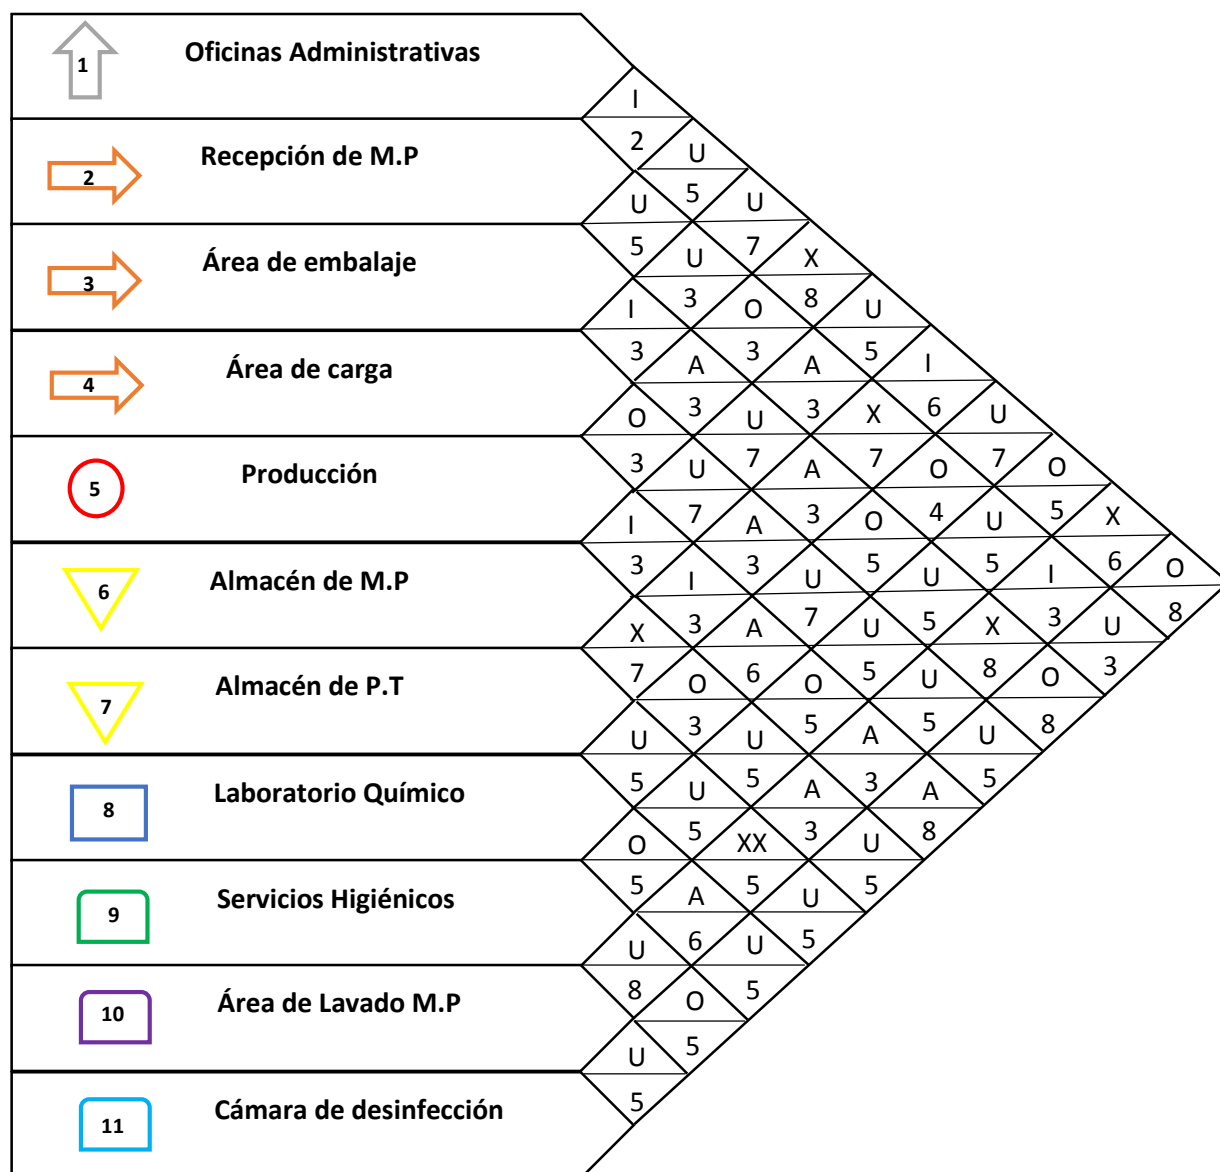 1 Oficinas Administrativas
I
2 Recepción de M.P
2 U
U 5 U
3 Área de embalaje
5 U 7 X
I 3 O 8 U
4 Área de carga
3 A 3 A 5 I
O 3 U 3 X 6 U
5 Producción
3 U 7 A 7 O 7 O
I 7 A 3 O 4 U 5 X
6 Almacén de M.P
3 I 3 U 5 U 5 I 6 O
X 3 A 7 U 5 X 3 U 8
7 Almacén de P.T
7 O 6 O 5 U 8 O 3
U 3 U 5 A 5 U 8
8 Laboratorio Químico
5 U 5 A 3 A 5
O 5 XX 3 U 8
9 Servicios Higiénicos
5 A 5 U 5
U 6 U 5
10 Área de Lavado M.P
8 O 5
U 5
11 Cámara de desinfección
5